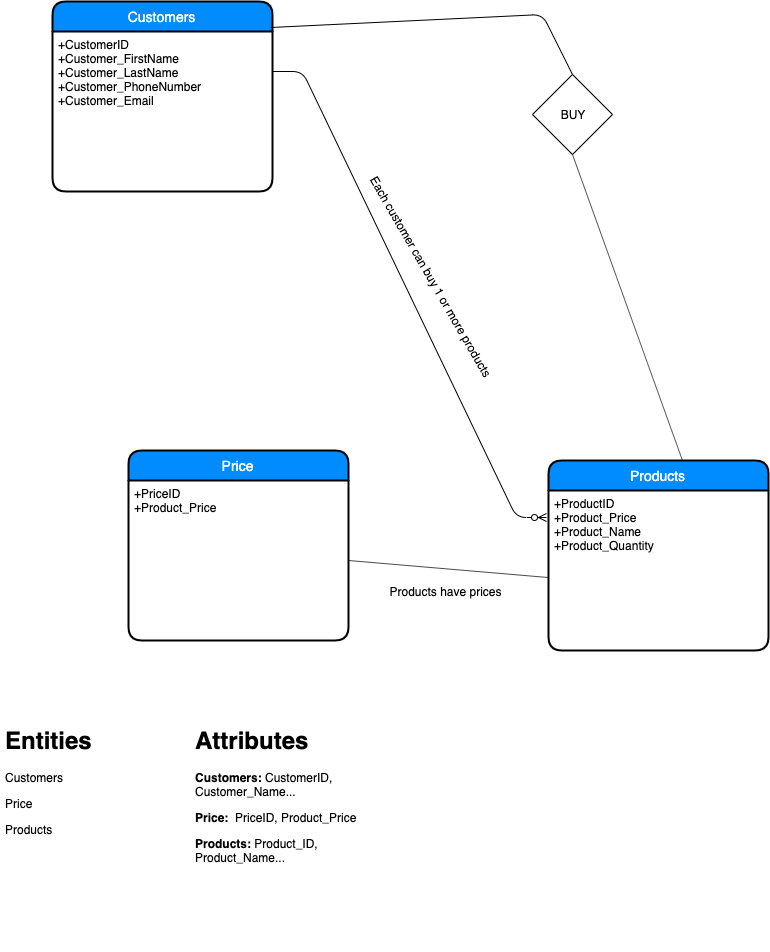 Customers
+CustomerID
+Customer_FirstName
+Customer_LastName
+Customer_PhoneNumber
+Customer_Email
BUY
Each customer can buy 1 or more products
Price
+PriceID
+Product_Price
Products
+ProductID
+Product_Price
+Product_Name
+Product_Quantity
Products have prices
Entities
Customers
Price
Products
Attributes
Customers: CustomerID,
Customer_Name...
Price:  PriceID, Product_Price
Products: Product_ID,
Product_Name...